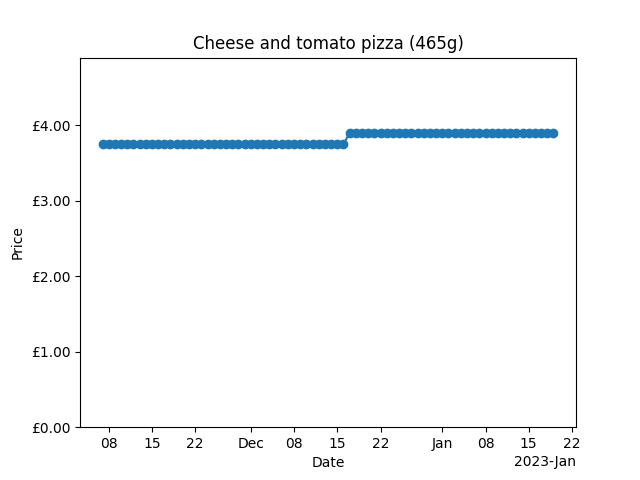 Cheese and tomato pizza (465g)
£4.00
£3.00
£2.00
£1.00
£0.00
Price
08 15 22 Dec 08 15 22 Jan 08 15 22
Date
2023-Jan